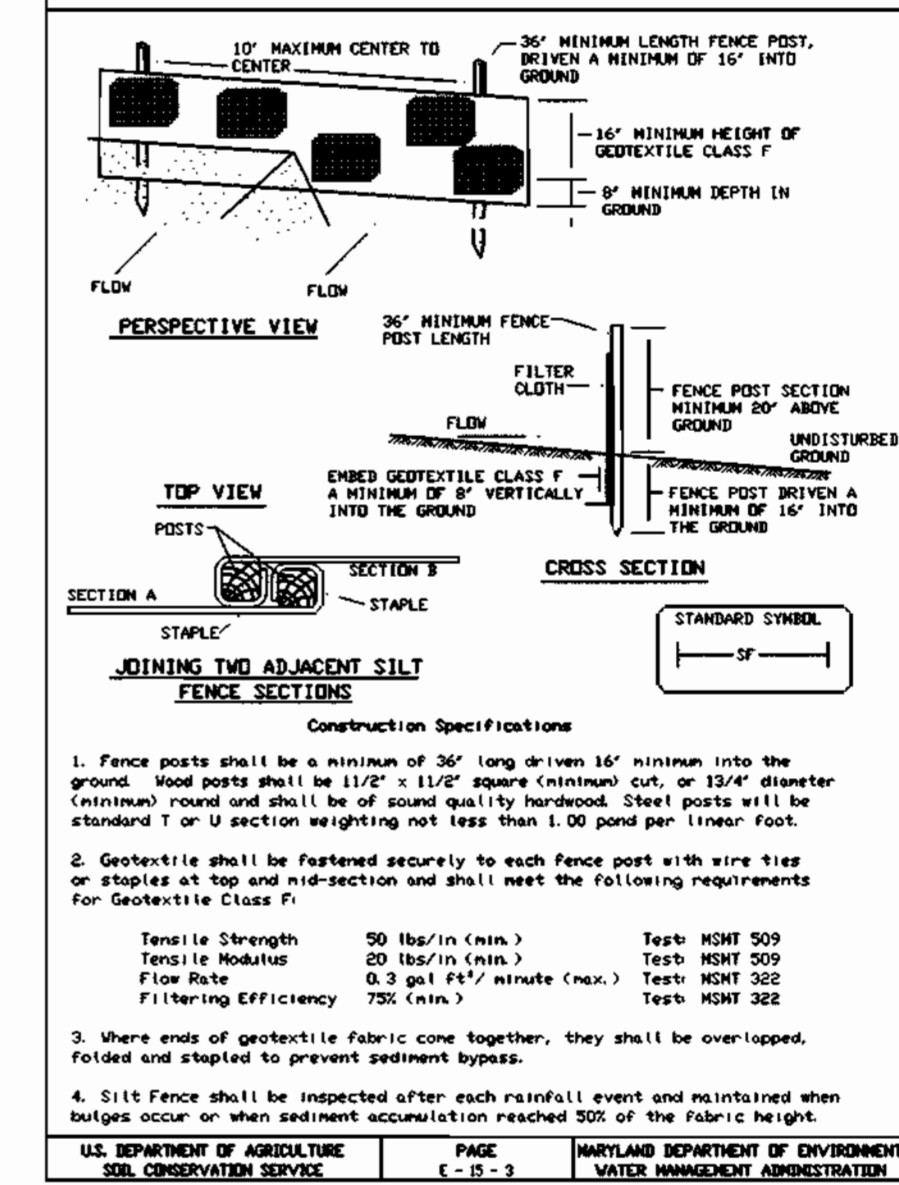 10' MAXIMUM CENTER TO
CENTER
36" MINIMUM LENGTH FENCE POST,
DRIVEN A MINIMUM OF 16" INTO
GROUND
16" MINIMUM HEIGHT OF
GEOTEXTILE CLASS F
8" MINIMUM DEPTH IN
GROUND
FLOW
FLOW
PERSPECTIVE VIEW
36" MINIMUM FENCE
POST LENGTH
FILTER
CLOTH
FENCE POST SECTION
MINIMUM 20" ABOVE
GROUND
FLOW
UNDISTURBED
GROUND
EMBED GEOTEXTILE CLASS F
A MINIMUM OF 8" VERTICALLY
INTO THE GROUND
FENCE POST DRIVEN A
MINIMUM OF 16" INTO
THE GROUND
CROSS SECTION
TOP VIEW
POSTS
SECTION B
SECTION A
STAPLE
STAPLE
JOINING TWO ADJACENT SILT
FENCE SECTIONS
STANDARD SYMBOL
SF
Construction Specifications
1. Fence posts shall be a minimum of 36" long driven 16" minimum into the
ground. Wood posts shall be 11/2" x 11/2" square (minimum) cut, or 13/4" diameter
(minimum) round and shall be of sound quality hardwood. Steel posts will be
standard T or U section weighting not less than 1.00 pond per linear foot.
2. Geotextile shall be fastened securely to each fence post with wire ties
or staples at top and mid-section and shall meet the following requirements
for Geotextile Class F:
Tensile Strength 50 lbs/in (min.) Test: MSMT 509
Tensile Modulus 20 lbs/in (min.) Test: MSMT 509
Flow Rate 0.3 gal ft²/ minute (max.) Test: MSMT 322
Filtering Efficiency 75% (min.) Test: MSMT 322
3. Where ends of geotextile fabric come together, they shall be overlapped,
folded and stapled to prevent sediment bypass.
4. Silt Fence shall be inspected after each rainfall event and maintained when
bulges occur or when sediment accumulation reached 50% of the fabric height.
U.S. DEPARTMENT OF AGRICULTURE
SOIL CONSERVATION SERVICE
PAGE
E - 15 - 3
MARYLAND DEPARTMENT OF ENVIRONMENT
WATER MANAGEMENT ADMINISTRATION